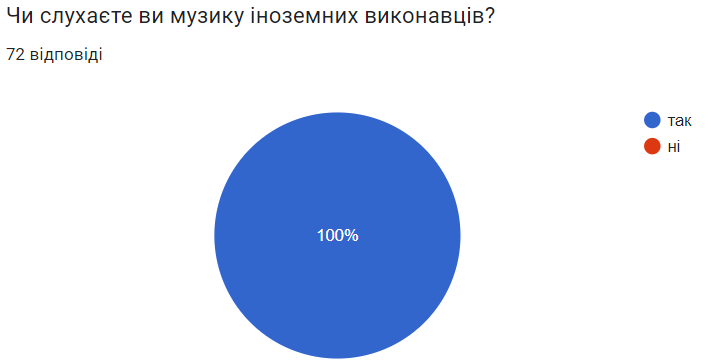 Чи слухаєте ви музику іноземних виконавців?
72 відповіді
так
ні
100%